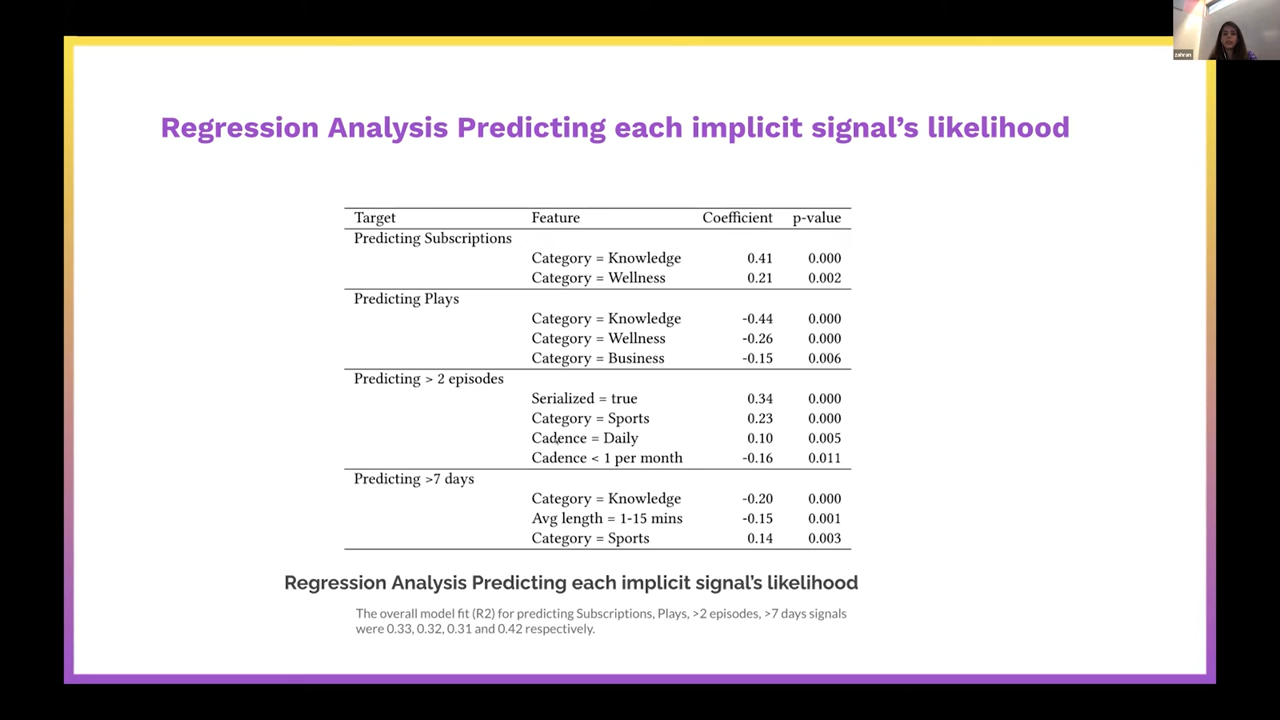 zahran
Regression Analysis Predicting each implicit signal's likelihood
Target Feature Coefficient p-value
Predicting Subscriptions
Category = Knowledge 0.41 0.000
Category = Wellness 0.21 0.002
Predicting Plays
Category = Knowledge -0.44 0.000
Category = Wellness -0.26 0.000
Category = Business -0.15 0.006
Predicting > 2 episodes
Serialized = true 0.34 0.000
Category = Sports 0.23 0.000
Cadence = Daily 0.10 0.005
Cadence < 1 per month -0.16 0.011
Predicting >7 days
Category = Knowledge -0.20 0.000
Avg length = 1-15 mins -0.15 0.001
Category = Sports 0.14 0.003
Regression Analysis Predicting each implicit signal's likelihood
The overall model fit (R2) for predicting Subscriptions, Plays, >2 episodes, >7 days signals
were 0.33, 0.32, 0.31 and 0.42 respectively.